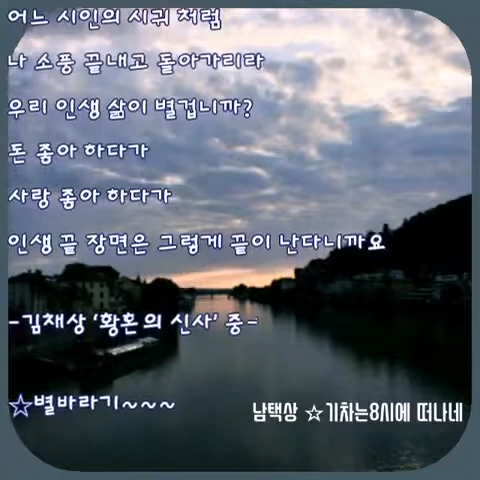 어느 시인의 시귀 처럼
나 소풍 끝내고 돌아가리라
우리 인생 삶이 별겁니까?
돈 좋아 하다가
사랑 좋아 하다가
인생 끝 장면은 그렇게 끝이 난다니까요
-김채상 '황혼의 신사' 중-
☆별바라기~~~
남택상 ☆기차는8시에 떠나네